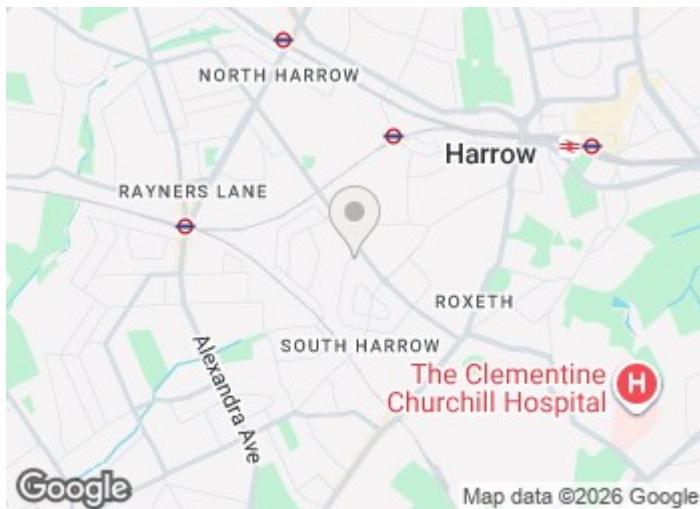 NORTH HARROW
Harrow
RAYNERS LANE
ROXETH
SOUTH HARROW
Alexandra Ave
The Clementine
Churchill Hospital
H
Google
Map data ©2026 Google